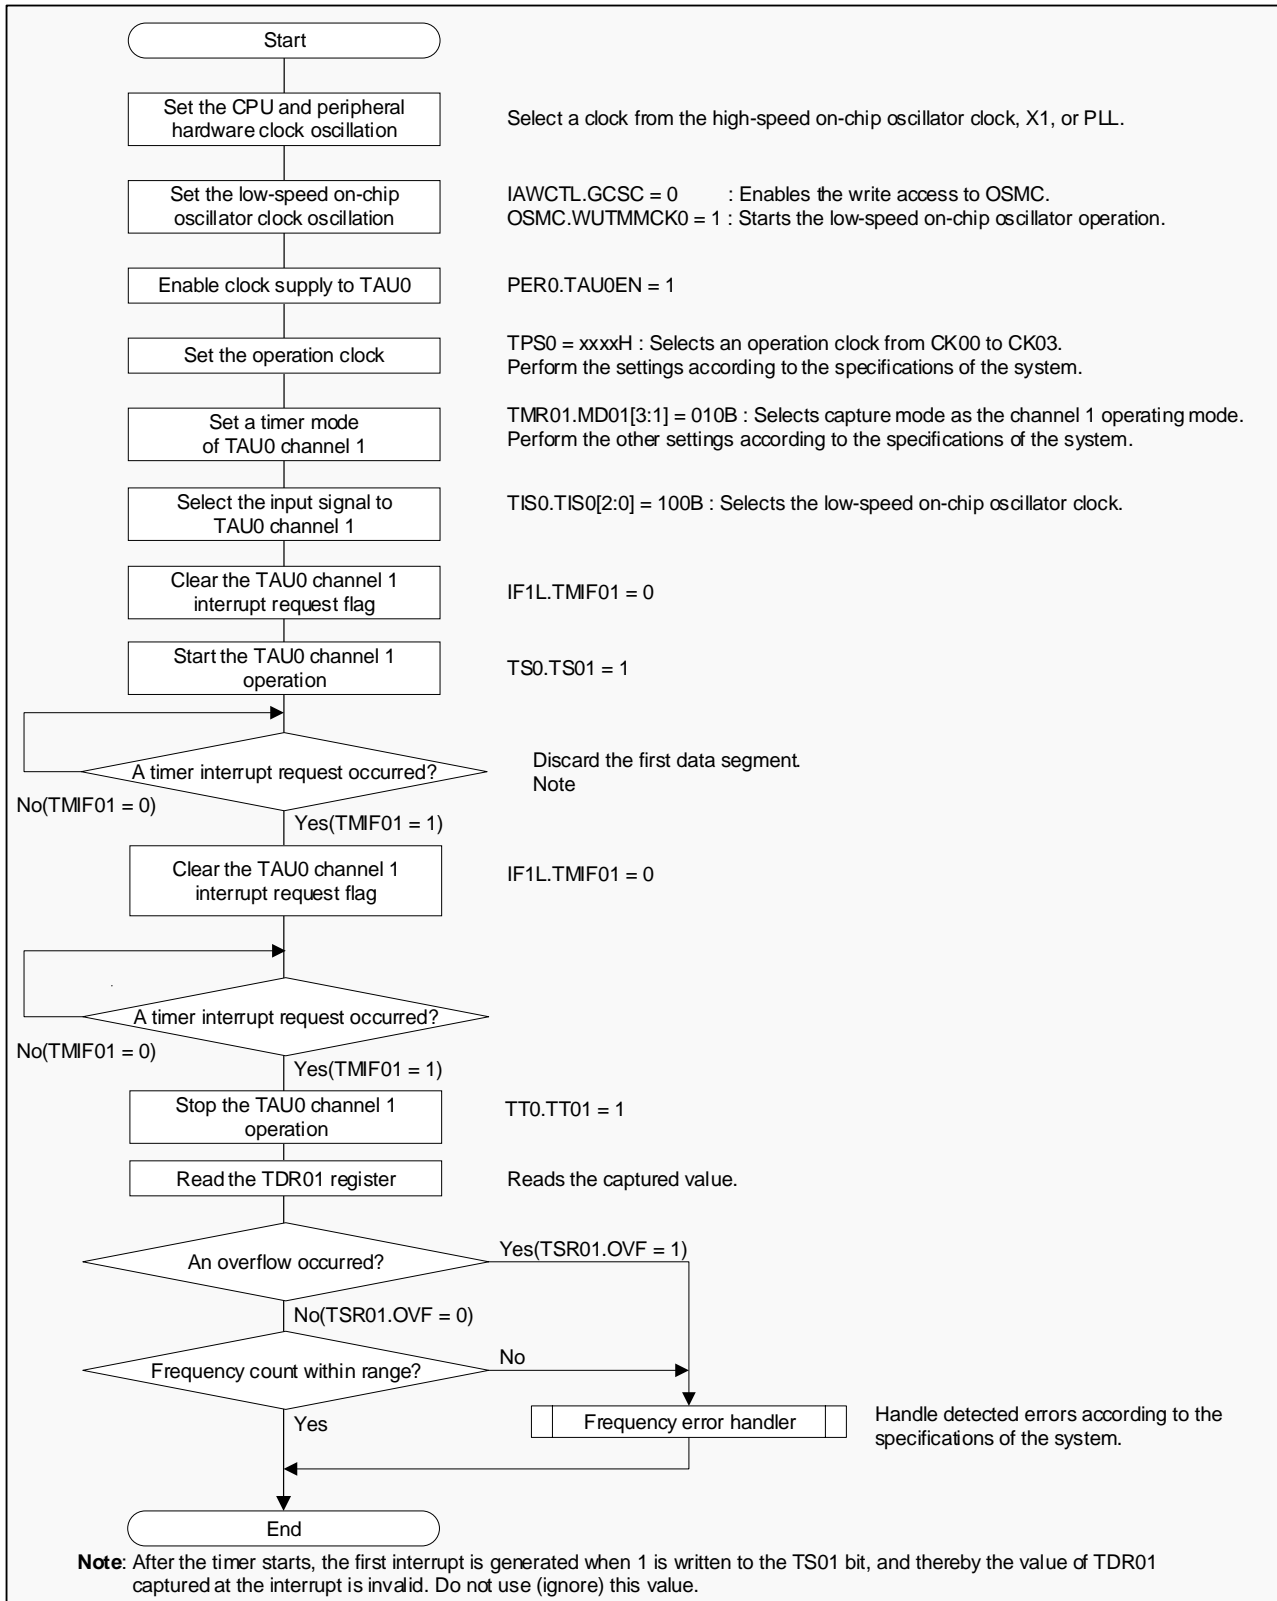 Start
Set the CPU and peripheral
hardware clock oscillation
Select a clock from the high-speed on-chip oscillator clock, X1, or PLL.
Set the low-speed on-chip
oscillator clock oscillation
IAWCTL.GCSC = 0 : Enables the write access to OSMC.
OSMC.WUTMMCK0 = 1 : Starts the low-speed on-chip oscillator operation.
Enable clock supply to TAU0
PER0.TAU0EN = 1
Set the operation clock
TPS0 = xxxxH : Selects an operation clock from CK00 to CK03.
Perform the settings according to the specifications of the system.
Set a timer mode
of TAU0 channel 1
TMR01.MD01[3:1] = 010B : Selects capture mode as the channel 1 operating mode.
Perform the other settings according to the specifications of the system.
Select the input signal to
TAU0 channel 1
TIS0.TIS0[2:0] = 100B : Selects the low-speed on-chip oscillator clock.
Clear the TAU0 channel 1
interrupt request flag
IF1L.TMIF01 = 0
Start the TAU0 channel 1
operation
TS0.TS01 = 1
A timer interrupt request occurred?
Discard the first data segment.
Note
No(TMIF01 = 0)
Yes(TMIF01 = 1)
Clear the TAU0 channel 1
interrupt request flag
IF1L.TMIF01 = 0
A timer interrupt request occurred?
No(TMIF01 = 0)
Yes(TMIF01 = 1)
Stop the TAU0 channel 1
operation
TT0.TT01 = 1
Read the TDR01 register
Reads the captured value.
An overflow occurred?
Yes(TSR01.OVF = 1)
No(TSR01.OVF = 0)
Frequency count within range?
No
Yes
Frequency error handler
Handle detected errors according to the
specifications of the system.
End
Note: After the timer starts, the first interrupt is generated when 1 is written to the TS01 bit, and thereby the value of TDR01
captured at the interrupt is invalid. Do not use (ignore) this value.